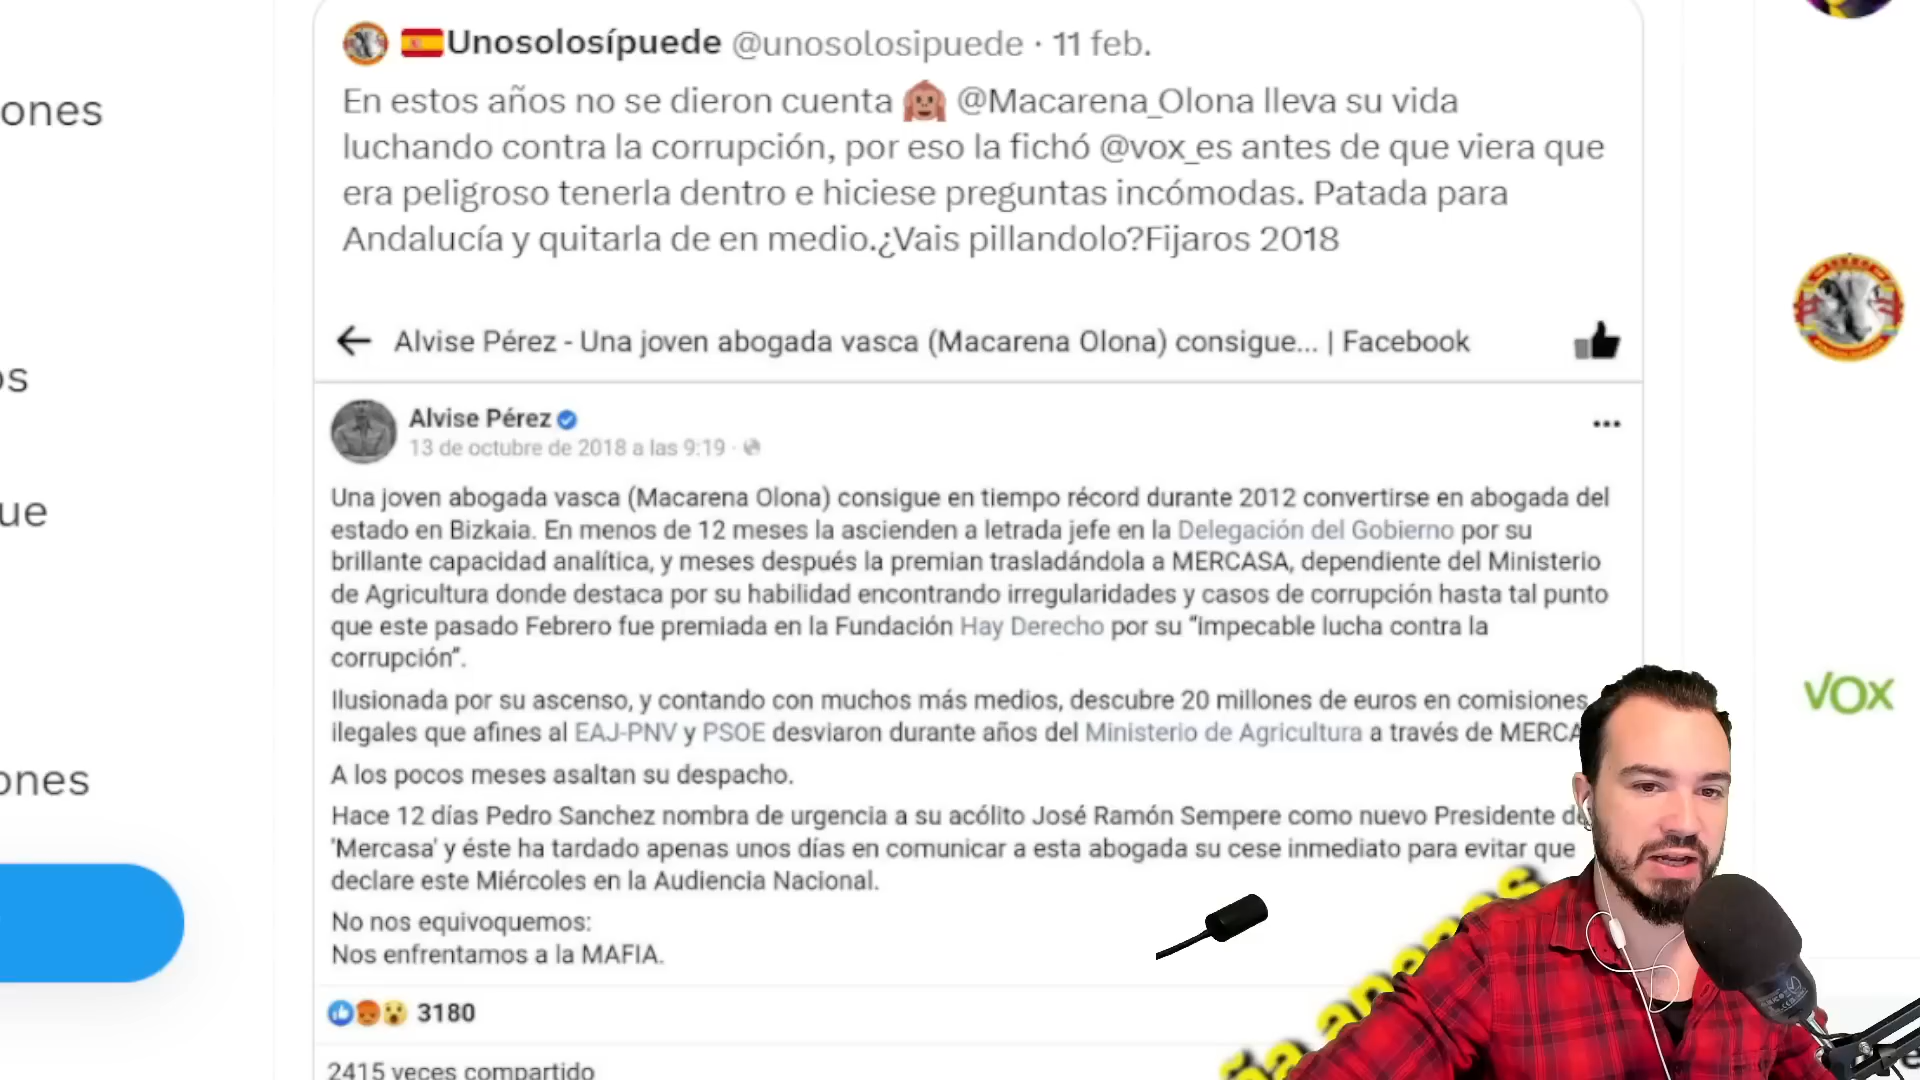 Unosolosípuede @unosolosipuede · 11 feb.
En estos años no se dieron cuenta @Macarena_Olona lleva su vida
luchando contra la corrupción, por eso la fichó @vox_es antes de que viera que
era peligroso tenerla dentro e hiciese preguntas incómodas. Patada para
Andalucía y quitarla de en medio.¿Vais pillandolo?Fijaros 2018
Alvise Pérez - Una joven abogada vasca (Macarena Olona) consigue... | Facebook
Alvise Pérez
13 de octubre de 2018 a las 9:19 ·
Una joven abogada vasca (Macarena Olona) consigue en tiempo récord durante 2012 convertirse en abogada del
estado en Bizkaia. En menos de 12 meses la ascienden a letrada jefe en la Delegación del Gobierno por su
brillante capacidad analítica, y meses después la premian trasladándola a MERCASA, dependiente del Ministerio
de Agricultura donde destaca por su habilidad encontrando irregularidades y casos de corrupción hasta tal punto
que este pasado Febrero fue premiada en la Fundación Hay Derecho por su "impecable lucha contra la
corrupción".
Ilusionada por su ascenso, y contando con muchos más medios, descubre 20 millones de euros en comisiones
ilegales que afines al EAJ-PNV y PSOE desviaron durante años del Ministerio de Agricultura a través de MERCA
A los pocos meses asaltan su despacho.
Hace 12 días Pedro Sanchez nombra de urgencia a su acólito José Ramón Sempere como nuevo Presidente de
'Mercasa' y éste ha tardado apenas unos días en comunicar a esta abogada su cese inmediato para evitar que
declare este Miércoles en la Audiencia Nacional.
No nos equivoquemos:
Nos enfrentamos a la MAFIA.
3180
2415 veces compartido
ones
os
ue
ones
VOX